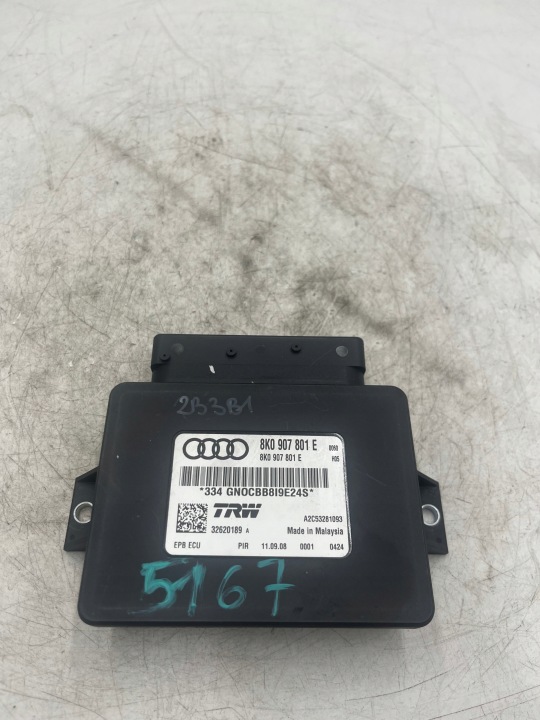 2B3B1
8K0 907 801 E
8K0 907 801 E H05
*334 GNOCBB8I9E24S*
TRW A2C53281093
32620189 A Made in Malaysia
EPB ECU PIR 11.09.08 0001 0424
5167